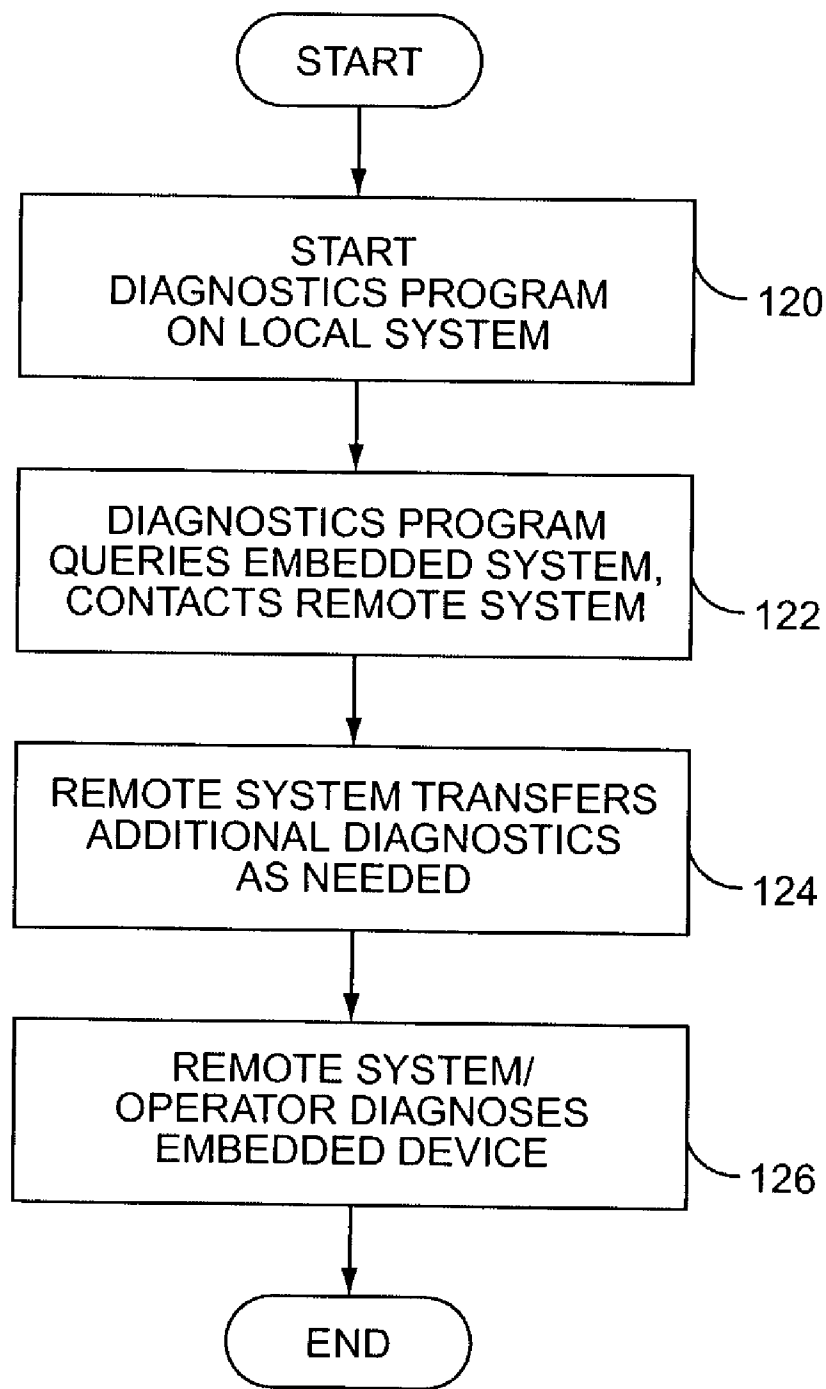 START
START
DIAGNOSTICS PROGRAM
ON LOCAL SYSTEM
120
DIAGNOSTICS PROGRAM
QUERIES EMBEDDED SYSTEM,
CONTACTS REMOTE SYSTEM
122
REMOTE SYSTEM TRANSFERS
ADDITIONAL DIAGNOSTICS
AS NEEDED
124
REMOTE SYSTEM/
OPERATOR DIAGNOSES
EMBEDDED DEVICE
126
END